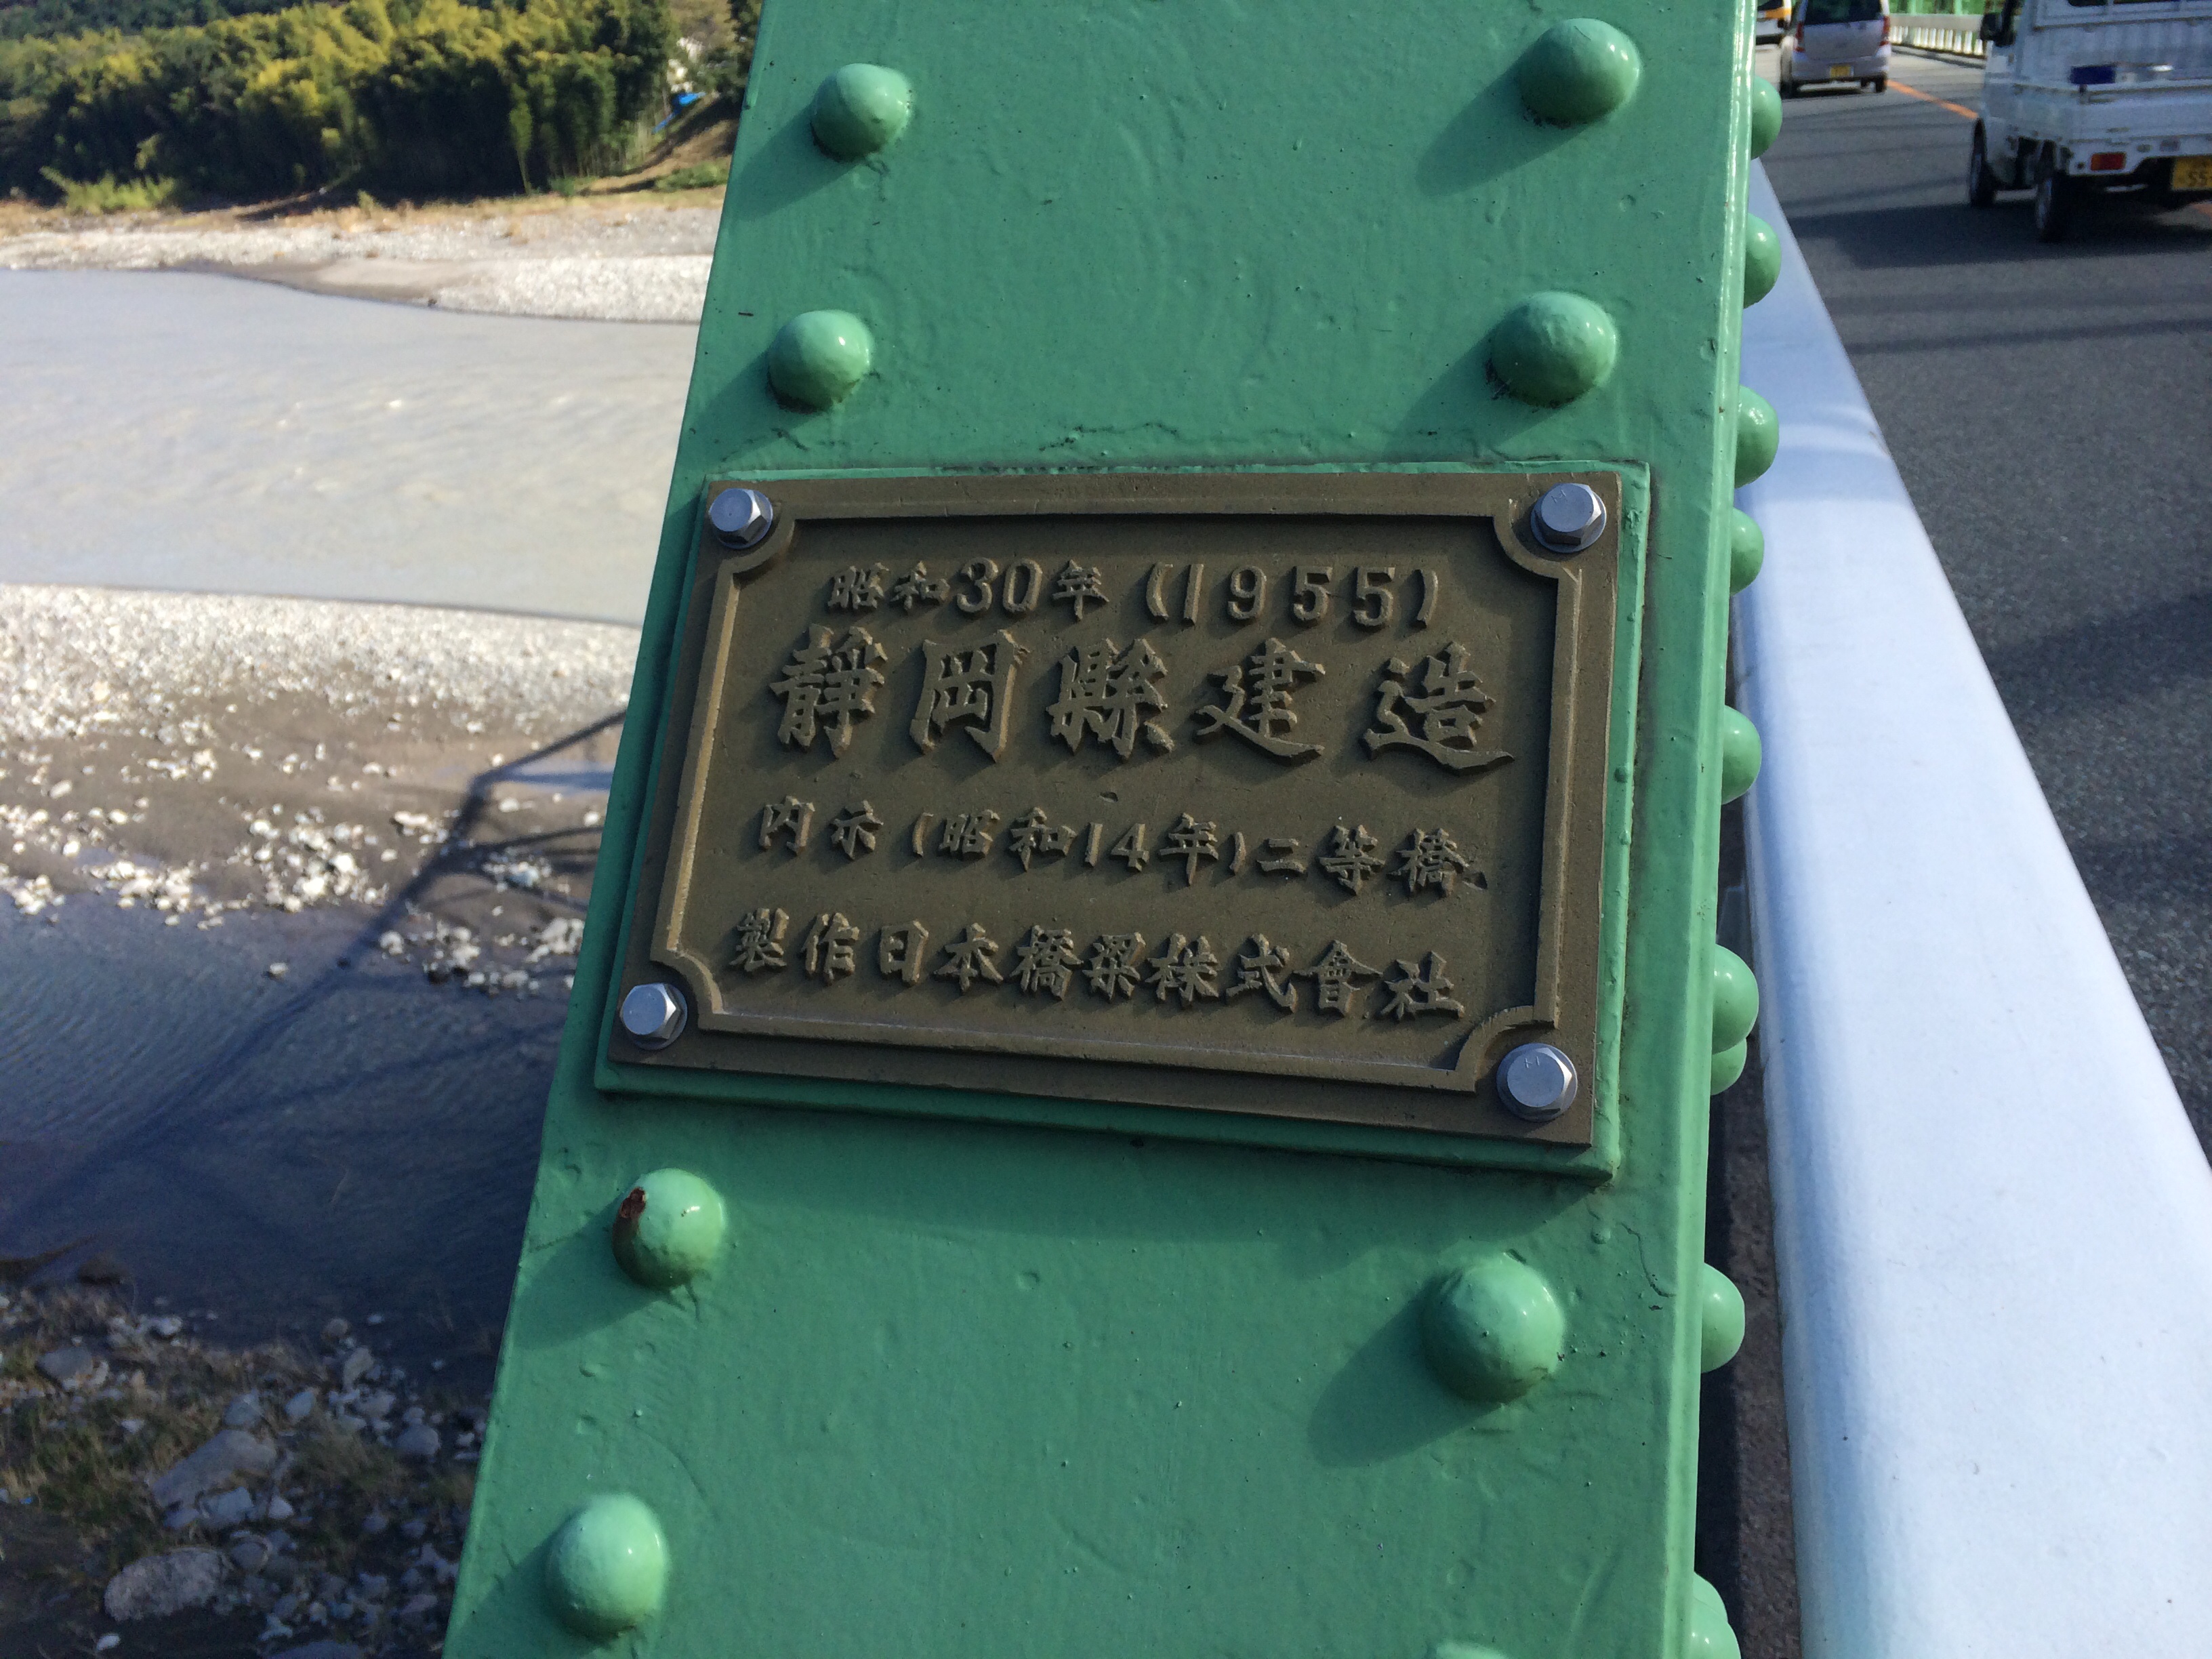 昭和30年(1955)
静岡縣建造
内示(昭和14年)二等橋
製作日本橋梁株式會社